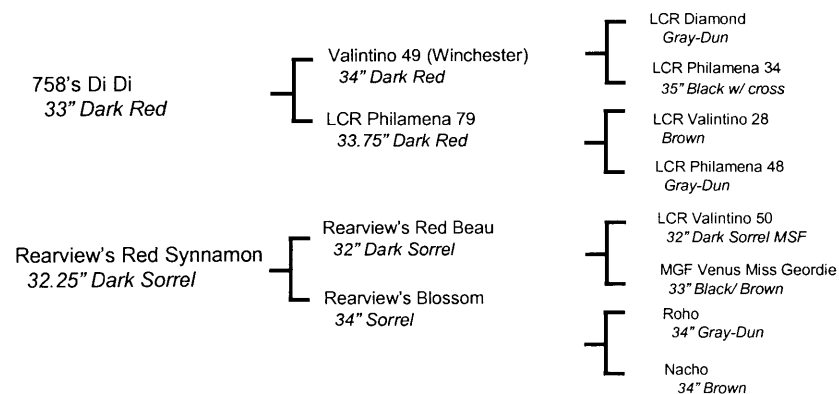 758's Di Di
33" Dark Red
Valintino 49 (Winchester)
34" Dark Red
LCR Philamena 79
33.75" Dark Red
LCR Diamond
Gray-Dun
LCR Philamena 34
35" Black w/ cross
LCR Valintino 28
Brown
LCR Philamena 48
Gray-Dun
Rearview's Red Synnamon
32.25" Dark Sorrel
Rearview's Red Beau
32" Dark Sorrel
Rearview's Blossom
34" Sorrel
LCR Valintino 50
32" Dark Sorrel MSF
MGF Venus Miss Geordie
33" Black/ Brown
Roho
34" Gray-Dun
Nacho
34" Brown